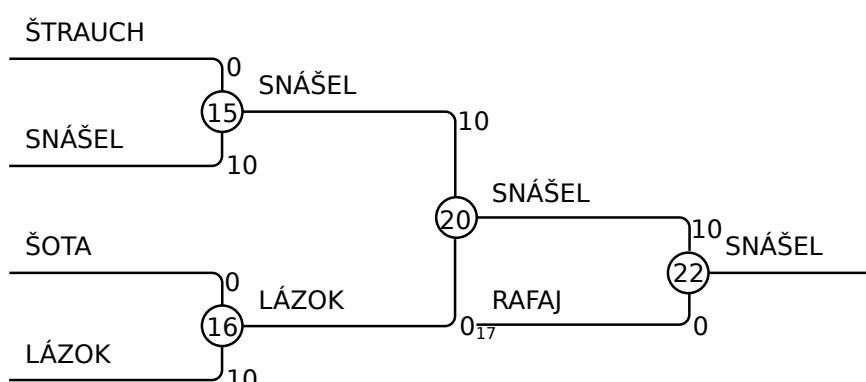 ŠTRAUCH
0
SNÁŠEL
15
10
SNÁŠEL
10
20
SNÁŠEL
10
SNÁŠEL
22
ŠOTA
0
LÁZOK
16
0
17
RAFAJ
0
LÁZOK
10